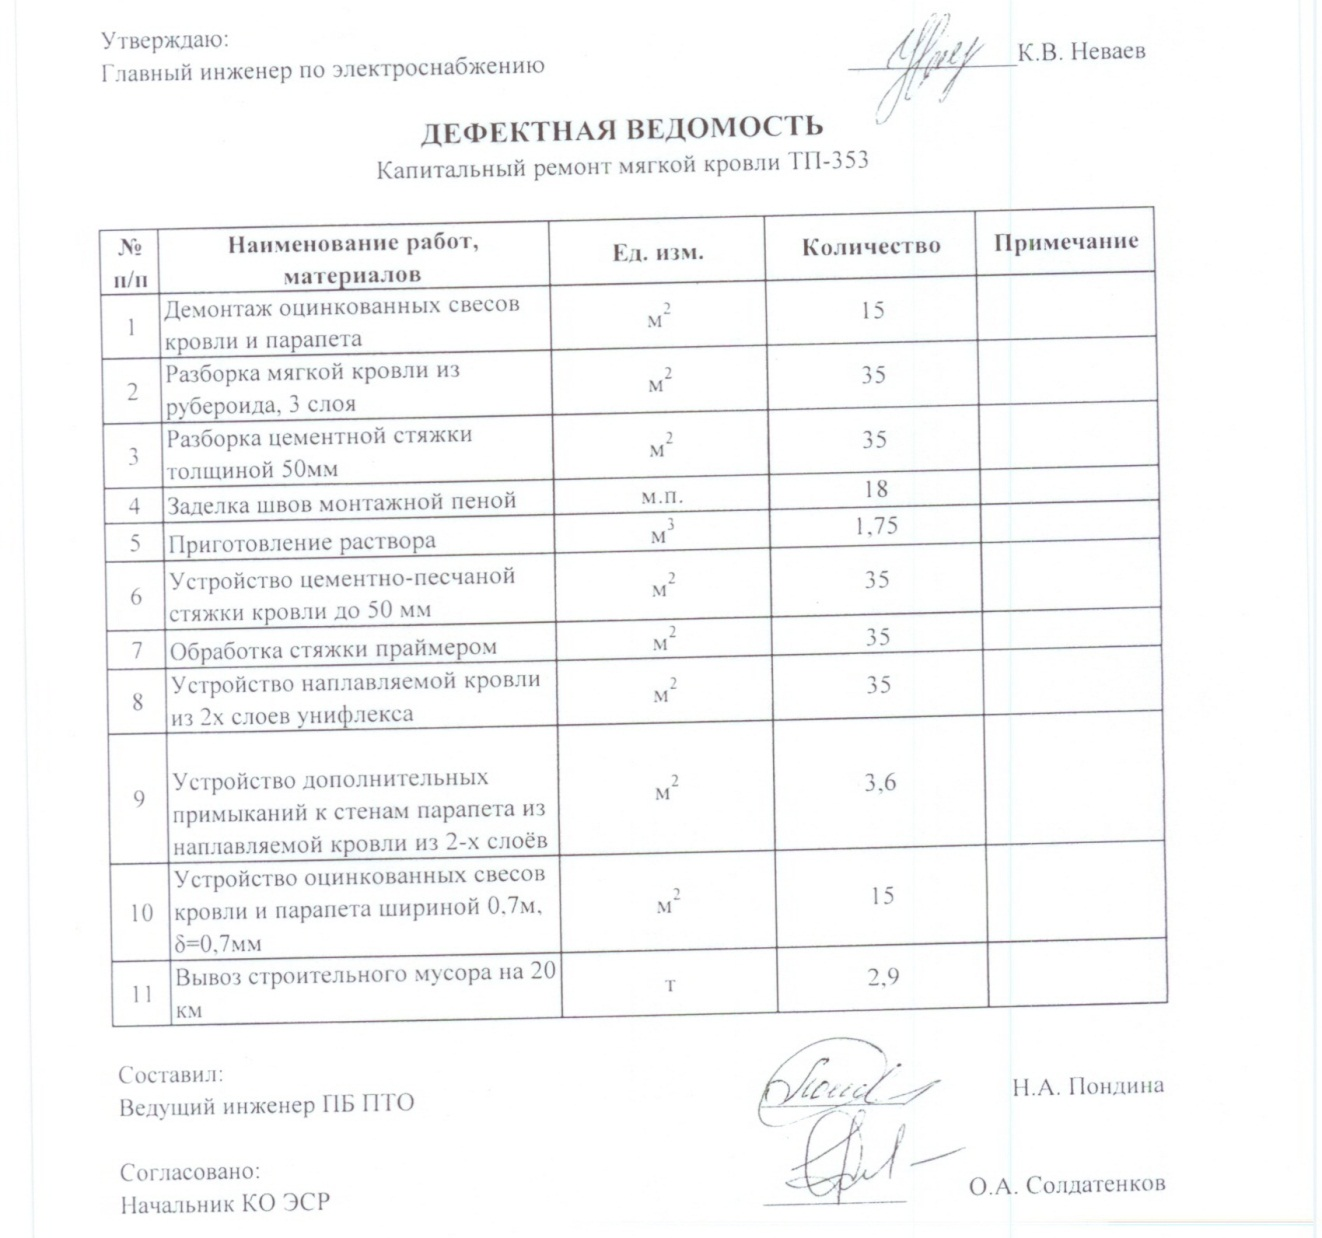 Утверждаю:
Главный инженер по электроснабжению
К.В. Неваев
ДЕФЕКТНАЯ ВЕДОМОСТЬ
Капитальный ремонт мягкой кровли ТП-353
№ п/п Наименование работ, материалов Ед. изм. Количество Примечание
1 Демонтаж оцинкованных свесов кровли и парапета м² 15
2 Разборка мягкой кровли из рубероида, 3 слоя м² 35
3 Разборка цементной стяжки толщиной 50мм м² 35
4 Заделка швов монтажной пеной м.п. 18
5 Приготовление раствора м³ 1,75
6 Устройство цементно-песчаной стяжки кровли до 50 мм м² 35
7 Обработка стяжки праймером м² 35
8 Устройство наплавляемой кровли из 2х слоев унифлекса м² 35
9 Устройство дополнительных примыканий к стенам парапета из наплавляемой кровли из 2-х слоёв м² 3,6
10 Устройство оцинкованных свесов кровли и парапета шириной 0,7м, δ=0,7мм м² 15
11 Вывоз строительного мусора на 20 км т 2,9
Составил:
Ведущий инженер ПБ ПТО
Н.А. Пондина
Согласовано:
Начальник КО ЭСР
О.А. Солдатенков